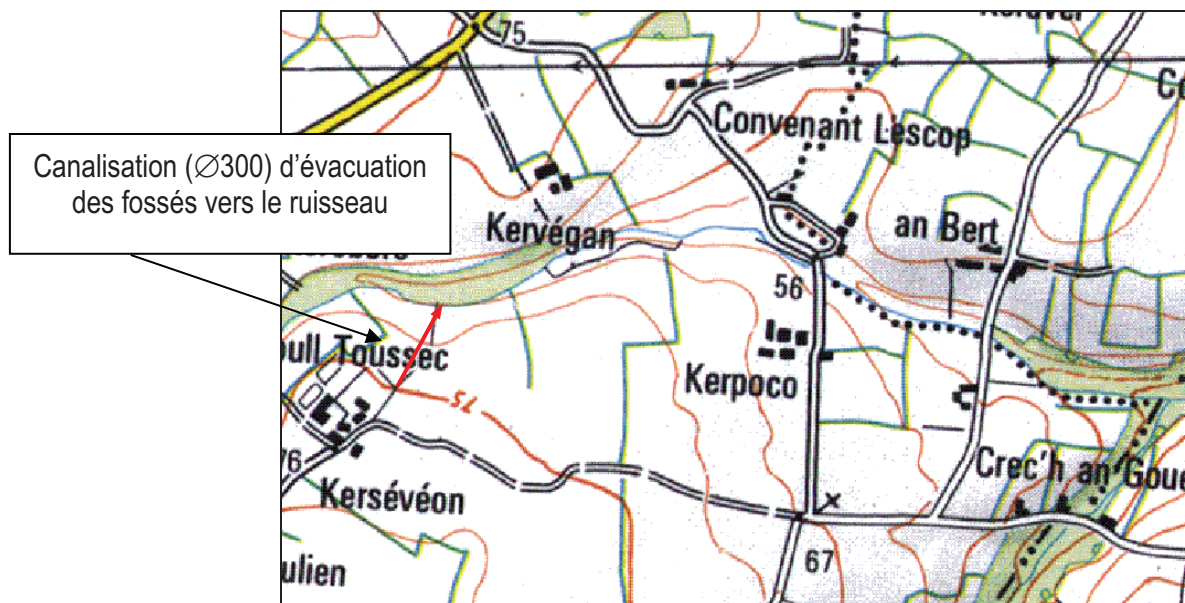 Canalisation (∅300) d’évacuation
des fossés vers le ruisseau
75
Convenant Lescop
Kervégan
an Bert
56
Toussec
Kerpoco
75
76
Kersévéon
Crec'h an Goue
ulien
67